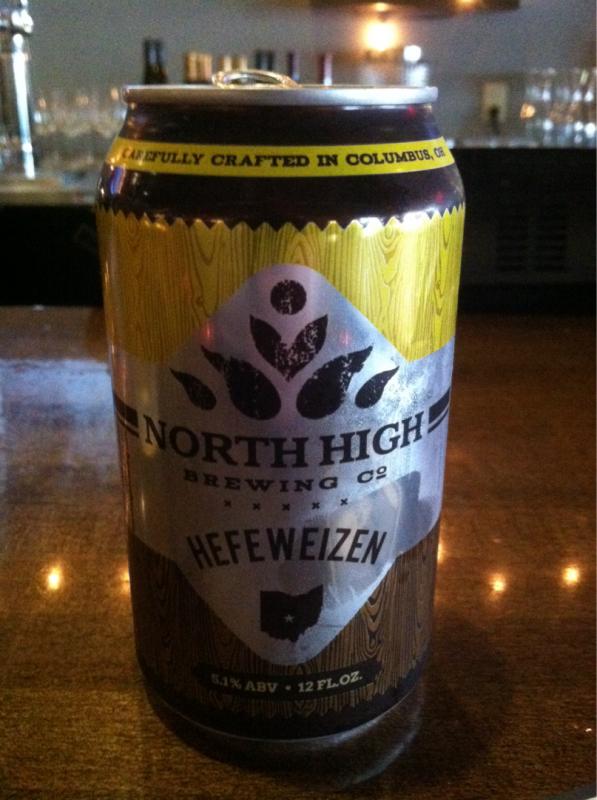 CAREFULLY CRAFTED IN COLUMBUS, OH
NORTH HIGH
BREWING Cº
HEFEWEIZEN
5.1% ABV • 12 FL.OZ.